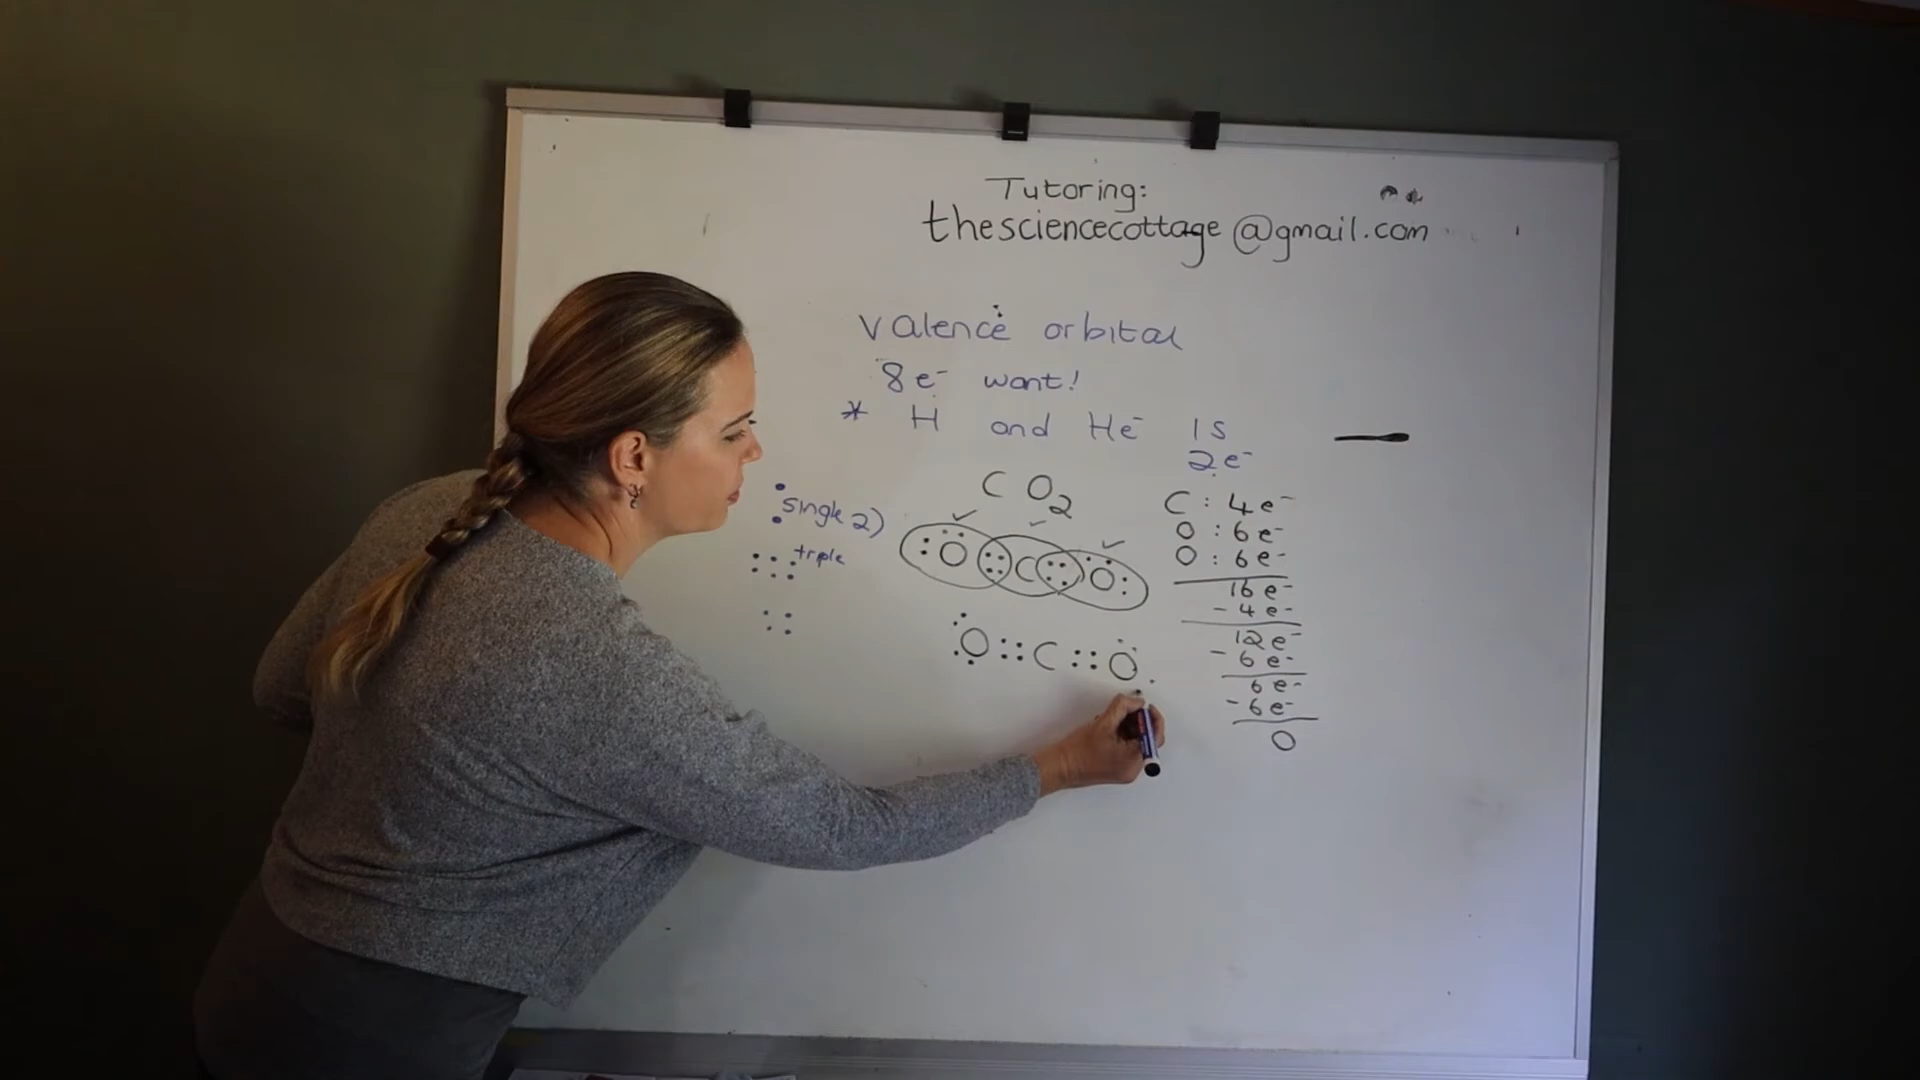 Tutoring:
thesciencecottage@gmail.com
valence orbital
8e⁻ want!
* H and He⁻ 1s
2e⁻
CO₂
single 2)
triple
C : 4e⁻
O : 6e⁻
O : 6e⁻
16e⁻
- 4e⁻
12e⁻
- 6e⁻
6e⁻
- 6e⁻
0
O C O
O :: C :: O